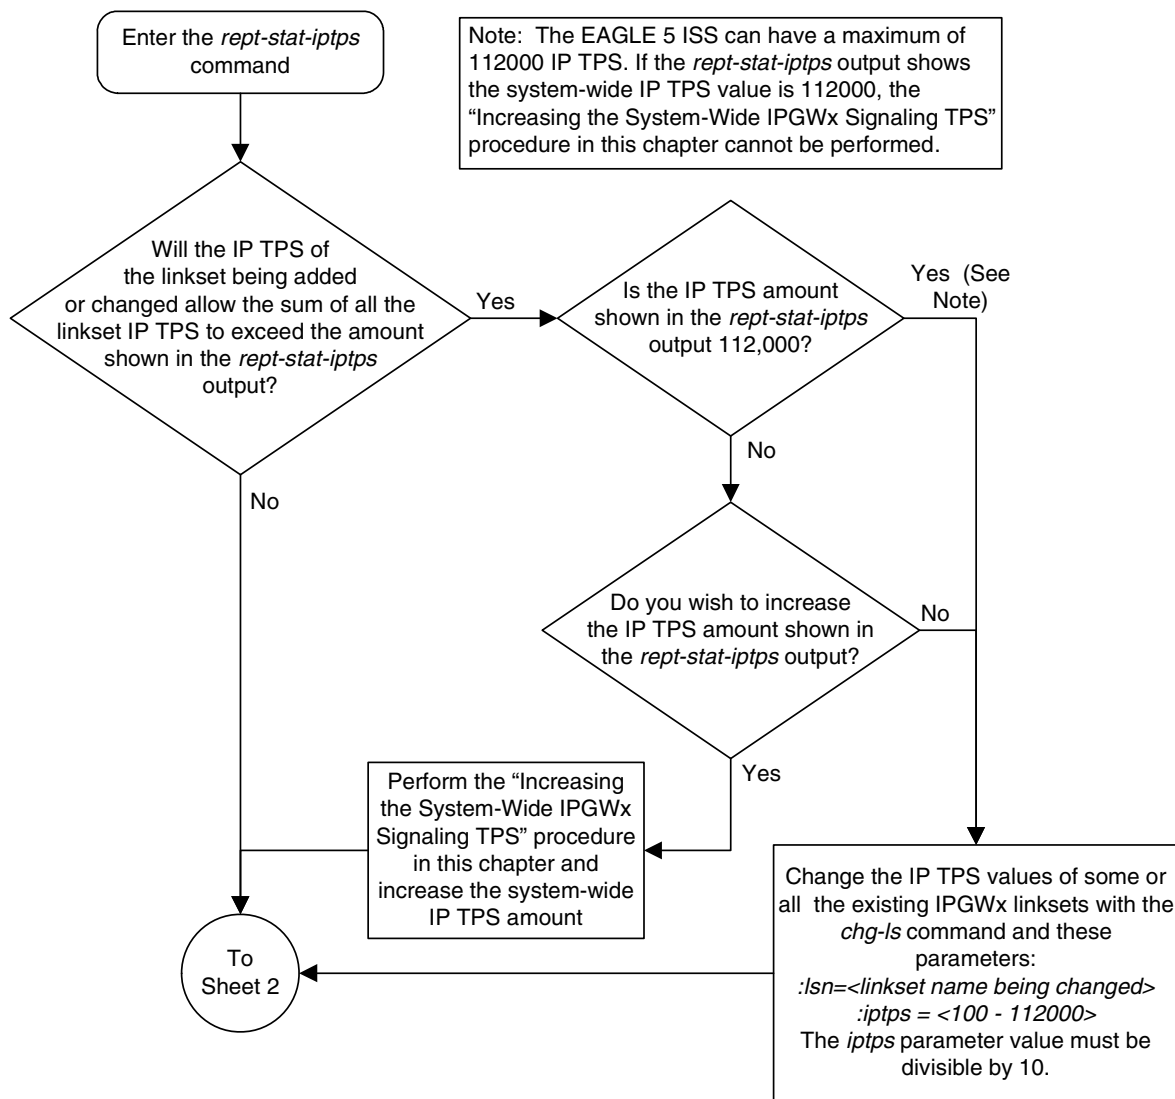 Enter the rept-stat-iptps
command
Note: The EAGLE 5 ISS can have a maximum of
112000 IP TPS. If the rept-stat-iptps output shows
the system-wide IP TPS value is 112000, the
“Increasing the System-Wide IPGWx Signaling TPS”
procedure in this chapter cannot be performed.
Will the IP TPS of
the linkset being added
or changed allow the sum of all the
linkset IP TPS to exceed the amount
shown in the rept-stat-iptps
output?
Yes
Is the IP TPS amount
shown in the rept-stat-iptps
output 112,000?
Yes (See
Note)
No
No
Do you wish to increase
the IP TPS amount shown in
the rept-stat-iptps output?
No
Yes
Perform the “Increasing
the System-Wide IPGWx
Signaling TPS” procedure
in this chapter and
increase the system-wide
IP TPS amount
Change the IP TPS values of some or
all the existing IPGWx linksets with the
chg-ls command and these
parameters:
:lsn=<linkset name being changed>
:iptps = <100 - 112000>
The iptps parameter value must be
divisible by 10.
To
Sheet 2